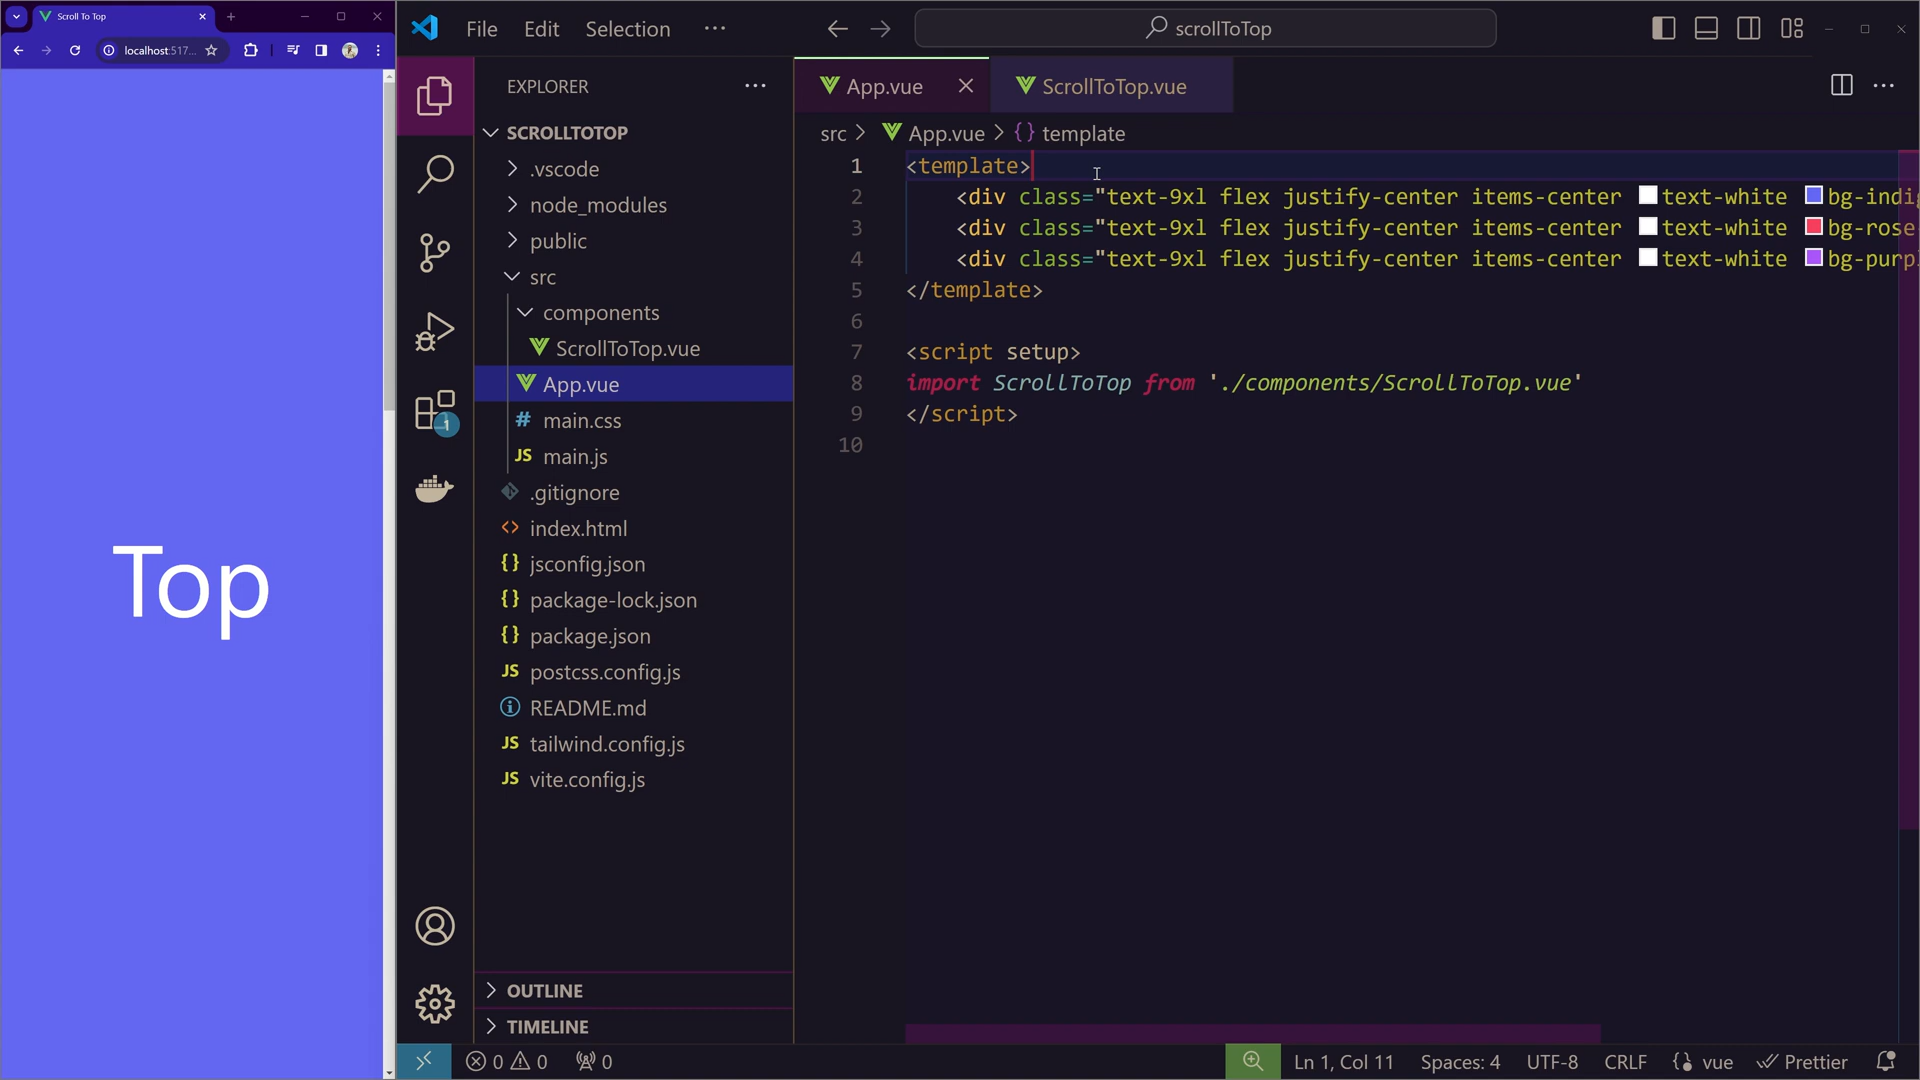 Scroll To Top
localhost:517...
Top
File Edit Selection ...
scrollToTop
EXPLORER
SCROLLTOTOP
.vscode
node_modules
public
src
components
ScrollToTop.vue
App.vue
# main.css
JS main.js
.gitignore
<> index.html
{} jsconfig.json
{} package-lock.json
{} package.json
JS postcss.config.js
README.md
JS tailwind.config.js
JS vite.config.js
1
OUTLINE
TIMELINE
App.vue
ScrollToTop.vue
src > App.vue > {} template
1 <template>
2 <div class="text-9xl flex justify-center items-center text-white bg-indi
3 <div class="text-9xl flex justify-center items-center text-white bg-rose
4 <div class="text-9xl flex justify-center items-center text-white bg-purp
5 </template>
6
7 <script setup>
8 import ScrollToTop from './components/ScrollToTop.vue'
9 </script>
10
0 0 0 Ln 1, Col 11 Spaces: 4 UTF-8 CRLF vue Prettier